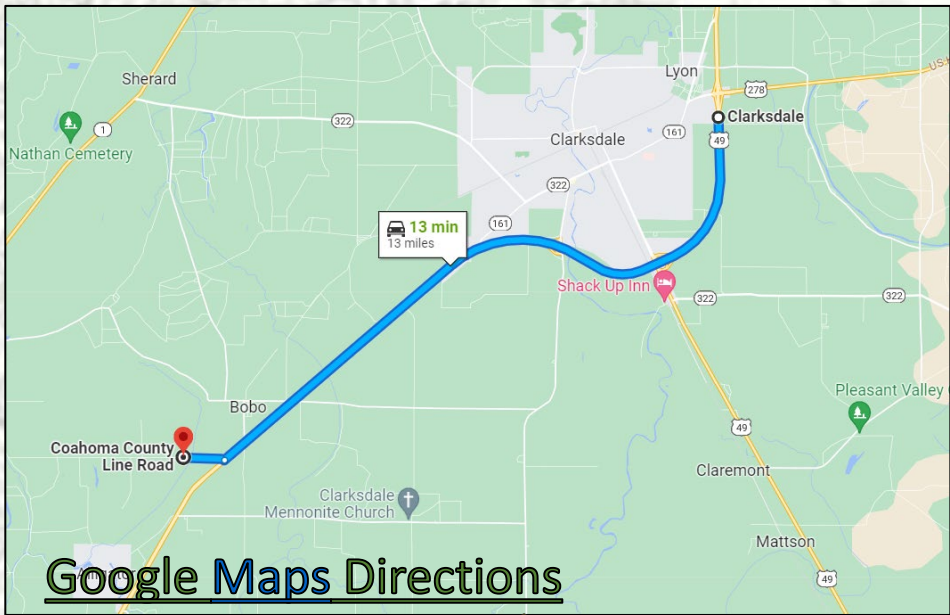 Sherard
Lyon
US H
278
1
322
Clarksdale
161
Clarksdale
49
Nathan Cemetery
322
13 min
13 miles
161
Shack Up Inn
322
322
Pleasant Valley
Bobo
49
Coahoma County
Line Road
Claremont
Clarksdale
Mennonite Church
Mattson
Google Maps Directions
49